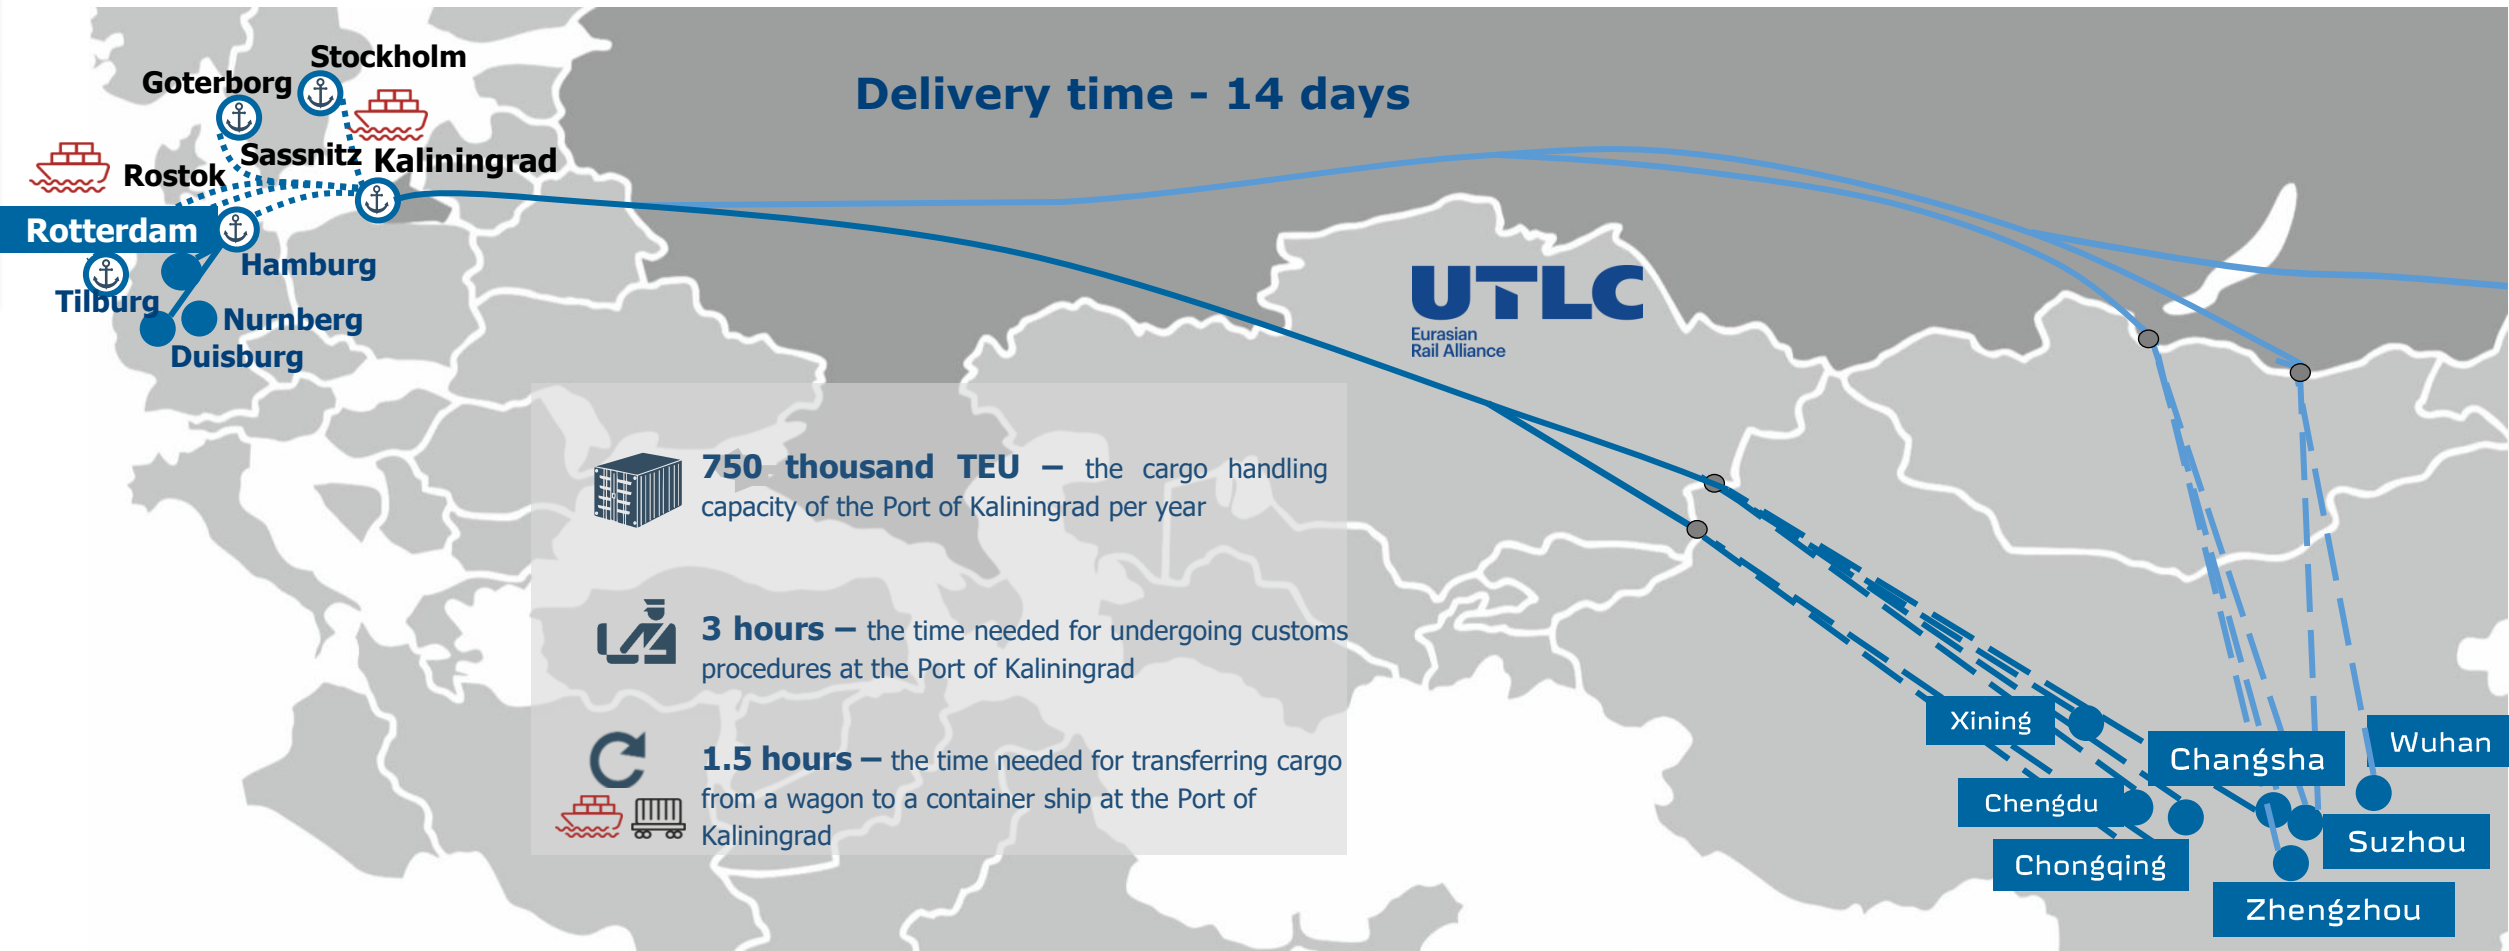 Stockholm
Goterborg
Delivery time - 14 days
Sassnitz
Kaliningrad
Rostok
Rotterdam
Hamburg
Tilburg
Nurnberg
Duisburg
UTLC
Eurasian
Rail Alliance
750 thousand TEU – the cargo handling
capacity of the Port of Kaliningrad per year
3 hours – the time needed for undergoing customs
procedures at the Port of Kaliningrad
1.5 hours – the time needed for transferring cargo
from a wagon to a container ship at the Port of
Kaliningrad
Xining
Changsha
Wuhan
Chengdu
Suzhou
Chongqing
Zhengzhou